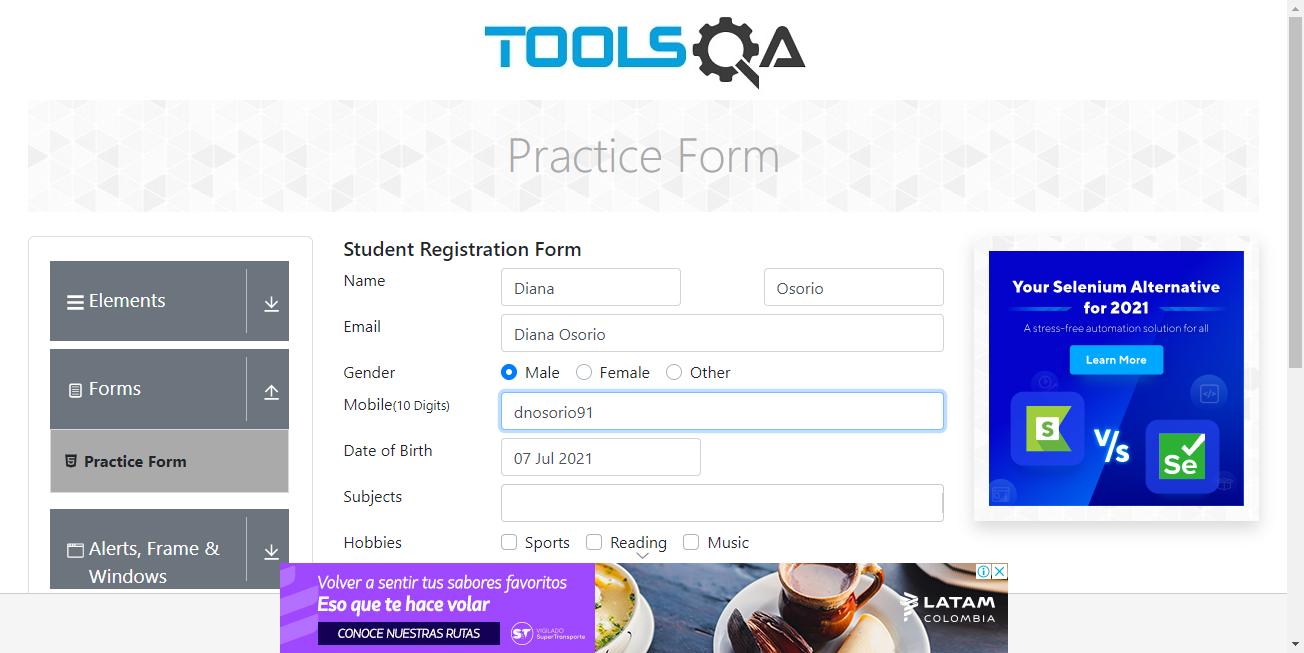 TOOLSQA
Practice Form
Elements
Forms
Practice Form
Alerts, Frame &
Windows
Student Registration Form
Name
Diana
Osorio
Email
Diana Osorio
Gender
Male
Female
Other
Mobile(10 Digits)
dnosorio91
Date of Birth
07 Jul 2021
Subjects
Hobbies
Sports
Reading
Music
Your Selenium Alternative
for 2021
A stress-free automation solution for all
Learn More
S
V/s
Se
Volver a sentir tus sabores favoritos
Eso que te hace volar
CONOCE NUESTRAS RUTAS
ST
VIGILADO
SuperTransporte
LATAM
COLOMBIA